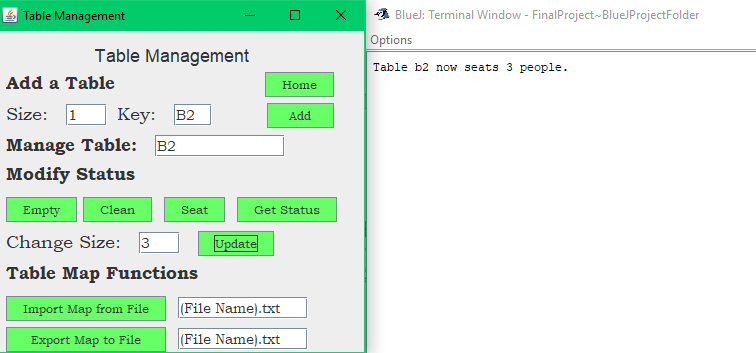 Table Management
Table Management
Add a Table
Home
Size: 1 Key: B2 Add
Manage Table: B2
Modify Status
Empty Clean Seat Get Status
Change Size: 3 Update
Table Map Functions
Import Map from File (File Name).txt
Export Map to File (File Name).txt
BlueJ: Terminal Window - FinalProject~BlueJProjectFolder
Options
Table b2 now seats 3 people.